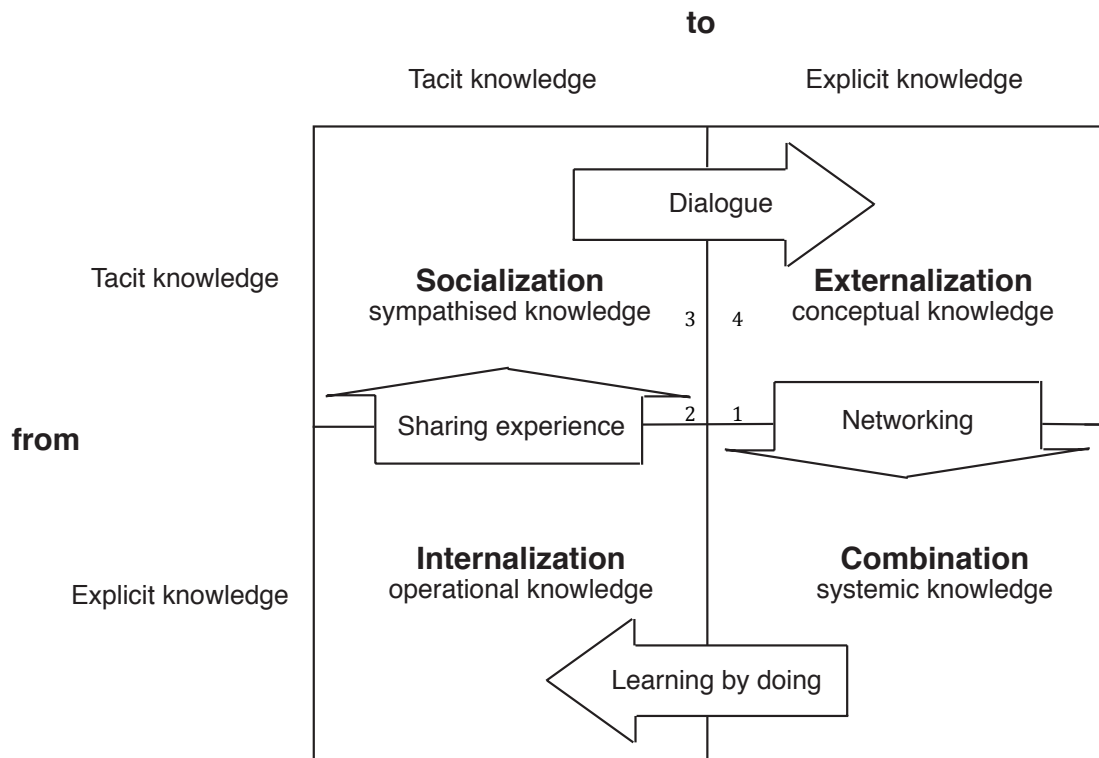 to
Tacit knowledge
Explicit knowledge
Dialogue
Tacit knowledge
Socialization
sympathised knowledge
Externalization
conceptual knowledge
3
4
from
Sharing experience
2
1
Networking
Explicit knowledge
Internalization
operational knowledge
Combination
systemic knowledge
Learning by doing